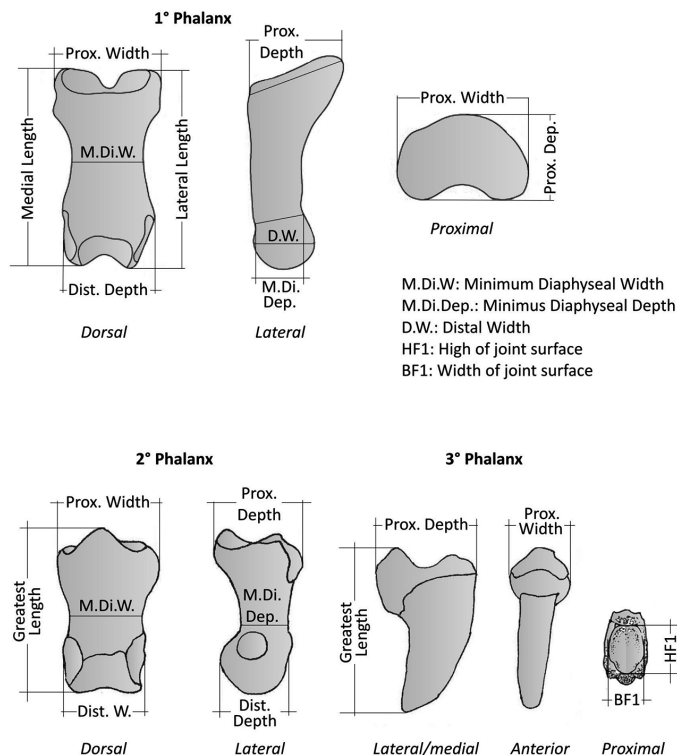 1° Phalanx
Prox. Width
Prox.
Depth
Medial Length
M.Di.W.
Lateral Length
Dist. Depth
Dorsal
D.W.
M.Di.
Dep.
Lateral
Prox. Width
Prox. Dep.
Proximal
M.Di.W: Minimum Diaphyseal Width
M.Di.Dep.: Minimus Diaphyseal Depth
D.W.: Distal Width
HF1: High of joint surface
BF1: Width of joint surface
2° Phalanx
Prox. Width
Greatest
Length
M.Di.W.
Dist. W.
Dorsal
Prox.
Depth
M.Di.
Dep.
Dist.
Depth
Lateral
3° Phalanx
Prox. Depth
Greatest
Length
Lateral/medial
Prox.
Width
Anterior
HF1
BF1
Proximal